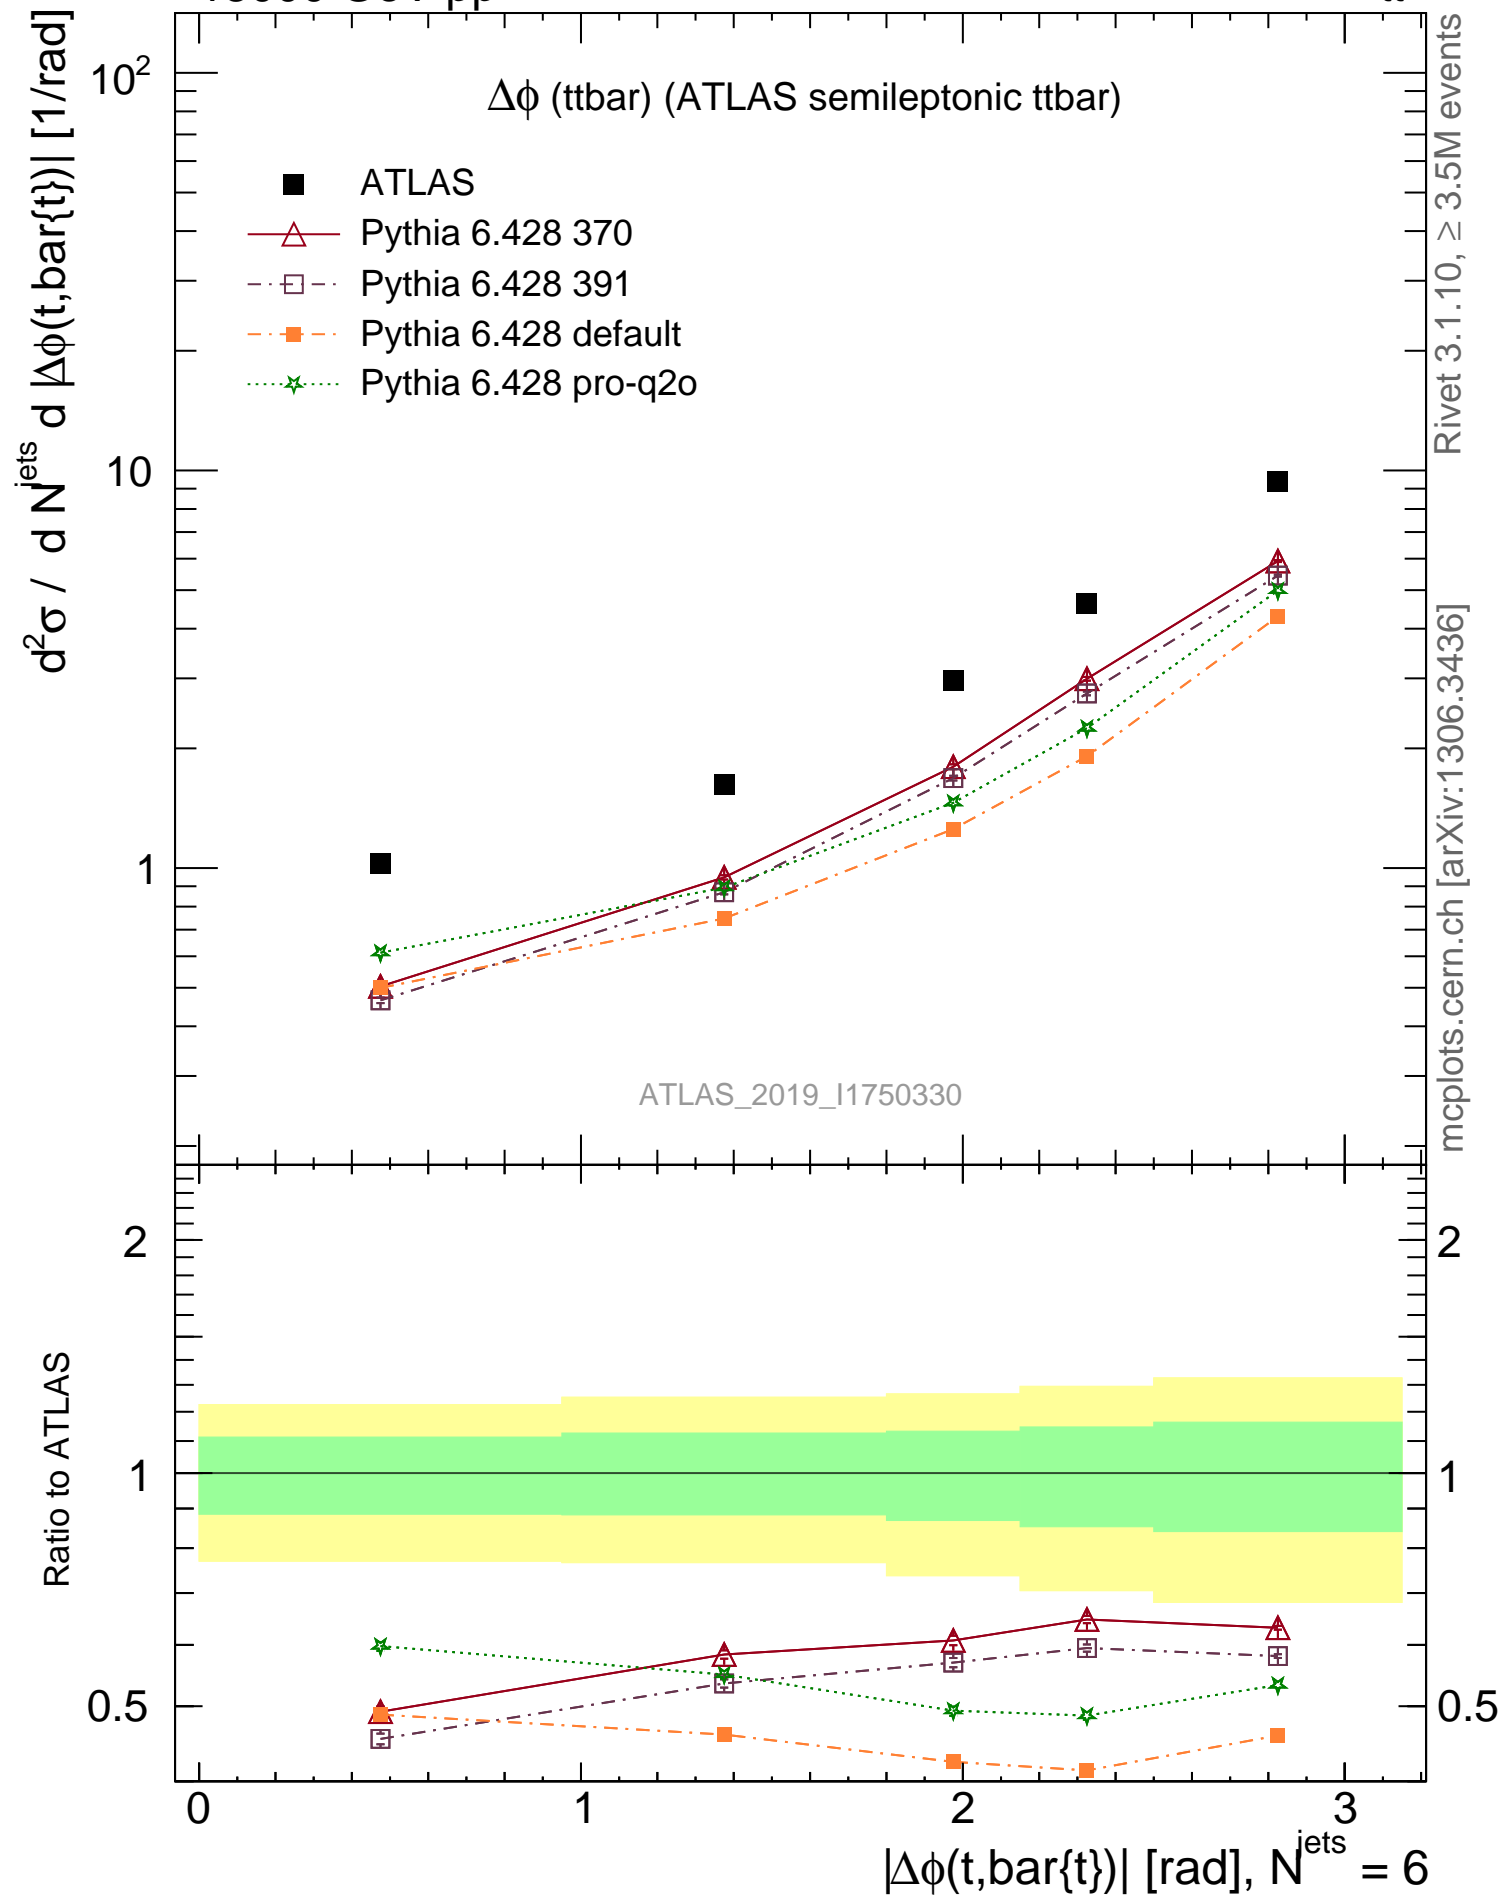 Δϕ (ttbar) (ATLAS semileptonic ttbar)
ATLAS
Pythia 6.428 370
Pythia 6.428 391
Pythia 6.428 default
Pythia 6.428 pro-q2o
d²σ / d N^jets d |Δϕ(t,bar{t})| [1/rad]
10²
10
1
ATLAS_2019_I1750330
Rivet 3.1.10, ≥ 3.5M events
mcplots.cern.ch [arXiv:1306.3436]
Ratio to ATLAS
2
1
0.5
2
1
0.5
0 1 2 3
|Δϕ(t,bar{t})| [rad], N^jets = 6